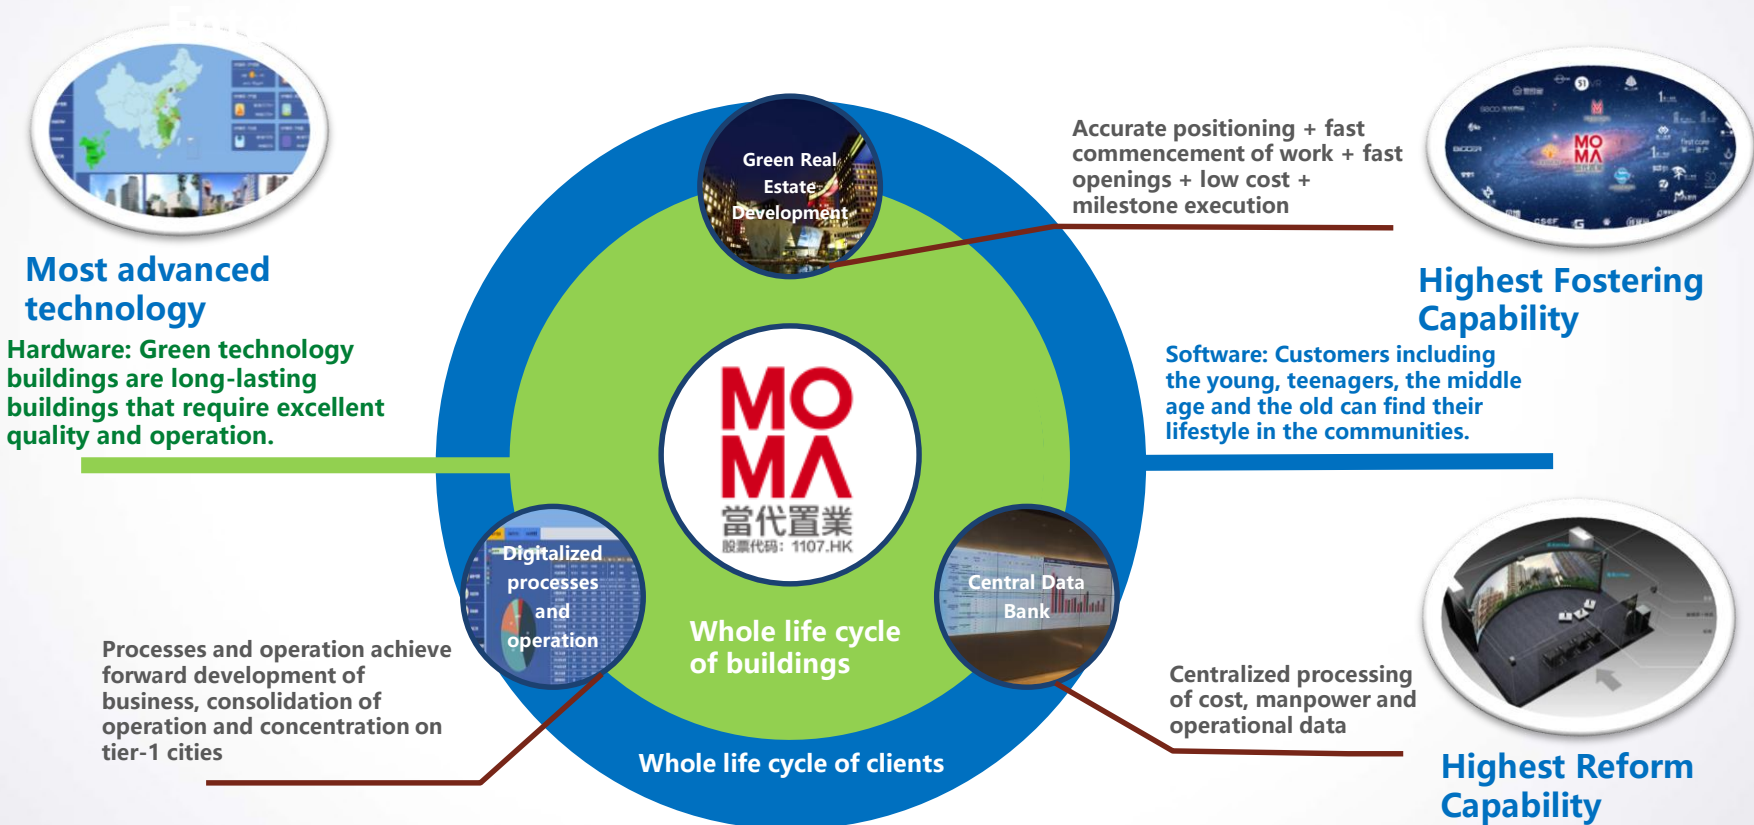 Most advanced
technology
Hardware: Green technology
buildings are long-lasting
buildings that require excellent
quality and operation.
Green Real
Estate
Development
Accurate positioning + fast
commencement of work + fast
openings + low cost +
milestone execution
MO
MA
Highest Fostering
Capability
Software: Customers including
the young, teenagers, the middle
age and the old can find their
lifestyle in the communities.
MO
MA
當代置業
股票代码：1107.HK
Digitalized
processes
and
operation
Central Data
Bank
Whole life cycle
of buildings
Whole life cycle of clients
Processes and operation achieve
forward development of
business, consolidation of
operation and concentration on
tier-1 cities
Centralized processing
of cost, manpower and
operational data
Highest Reform
Capability